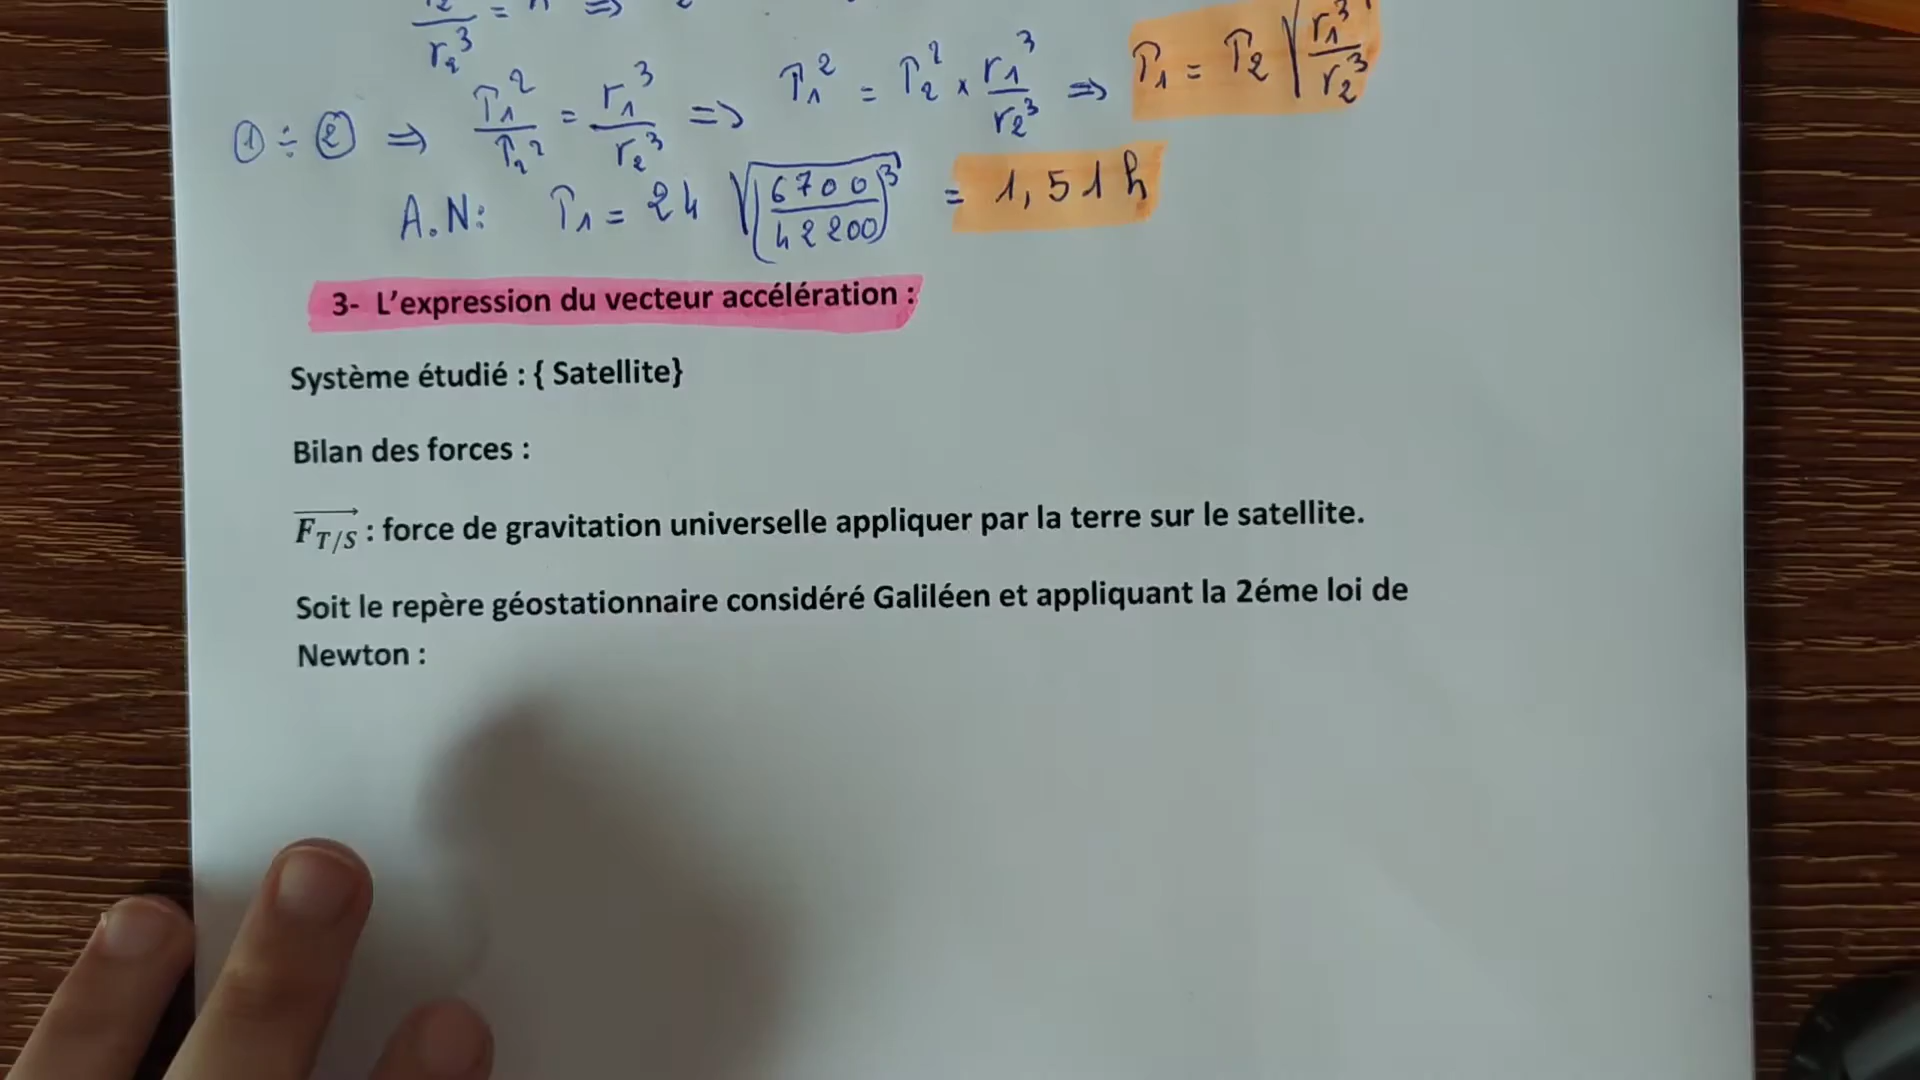 r₂³ = k ⇒
① ÷ ② ⇒ T₁²/T₂² = r₁³/r₂³ ⇒ T₁² = T₂² × r₁³/r₂³ ⇒ T₁ = T₂ √(r₁³/r₂³)
A.N: T₁ = 24 √(6700/42200)³ = 1,51 h
3- L’expression du vecteur accélération :
Système étudié : { Satellite}
Bilan des forces :
F⃗_T/S : force de gravitation universelle appliquer par la terre sur le satellite.
Soit le repère géostationnaire considéré Galiléen et appliquant la 2éme loi de
Newton :